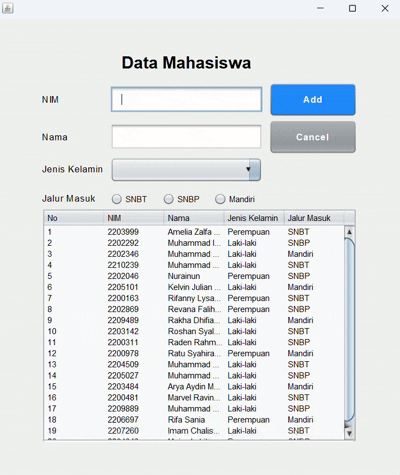 Data Mahasiswa
NIM
Add
Nama
Cancel
Jenis Kelamin
Jalur Masuk SNBT SNBP Mandiri
No NIM Nama Jenis Kelamin Jalur Masuk
1 2203999 Amelia Zalfa ... Perempuan SNBT
2 2202292 Muhammad I... Laki-laki SNBP
3 2202346 Muhammad ... Laki-laki Mandiri
4 2210239 Muhammad ... Laki-laki SNBT
5 2202046 Nurainun Perempuan SNBP
6 2205101 Kelvin Julian ... Laki-laki Mandiri
7 2200163 Rifanny Lysa... Perempuan SNBT
8 2202869 Revana Falih... Perempuan SNBP
9 2209489 Rakha Dhifia... Laki-laki Mandiri
10 2203142 Roshan Syal... Laki-laki SNBT
11 2200311 Raden Rahm... Laki-laki SNBP
12 2200978 Ratu Syahira... Perempuan Mandiri
13 2204509 Muhammad ... Laki-laki SNBT
14 2205027 Muhammad ... Laki-laki SNBP
15 2203484 Arya Aydin M... Laki-laki Mandiri
16 2200481 Marvel Ravin... Laki-laki SNBT
17 2209889 Muhammad ... Laki-laki SNBP
18 2206697 Rifa Sania Perempuan Mandiri
19 2207260 Imam Chalis... Laki-laki SNBT